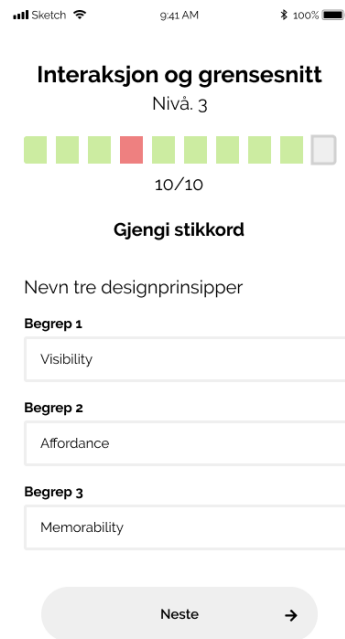 Sketch 9:41 AM 100%
Interaksjon og grensesnitt
Nivå. 3
10/10
Gjengi stikkord
Nevn tre designprinsipper
Begrep 1
Visibility
Begrep 2
Affordance
Begrep 3
Memorability
Neste →